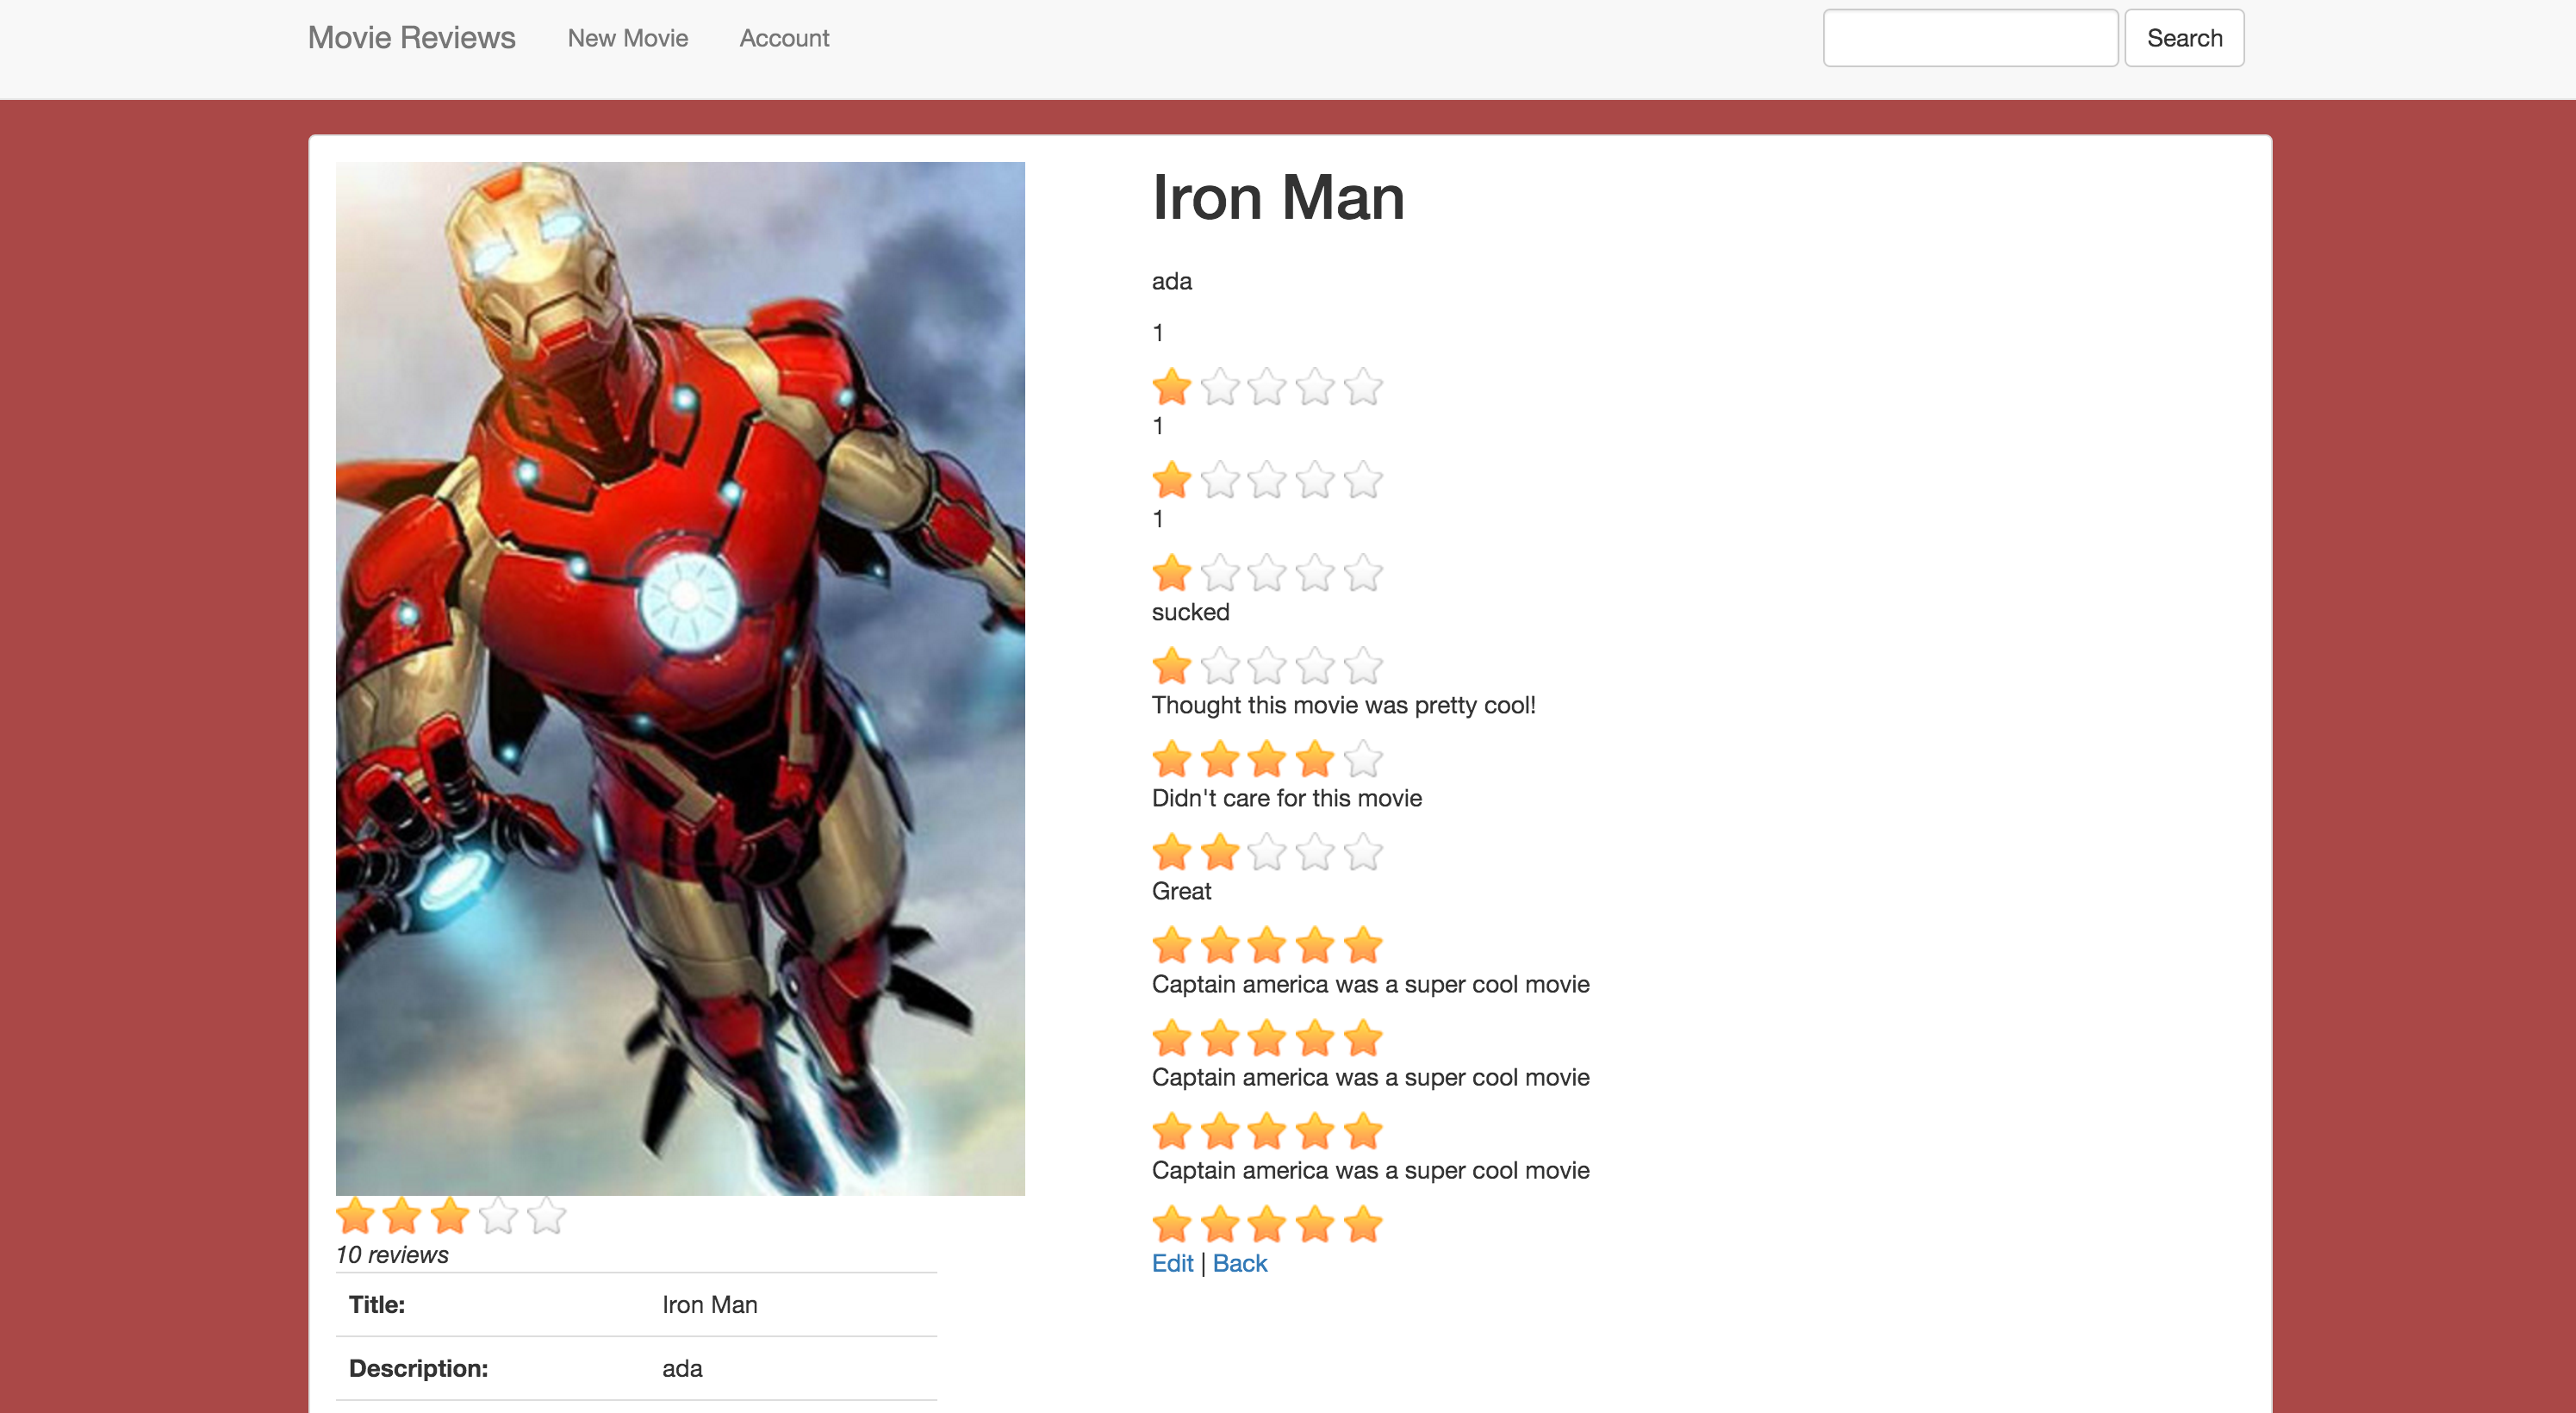 Movie Reviews New Movie Account Search
Iron Man
ada
1
1
1
sucked
Thought this movie was pretty cool!
Didn't care for this movie
Great
Captain america was a super cool movie
Captain america was a super cool movie
Captain america was a super cool movie
Edit | Back
10 reviews
Title: Iron Man
Description: ada